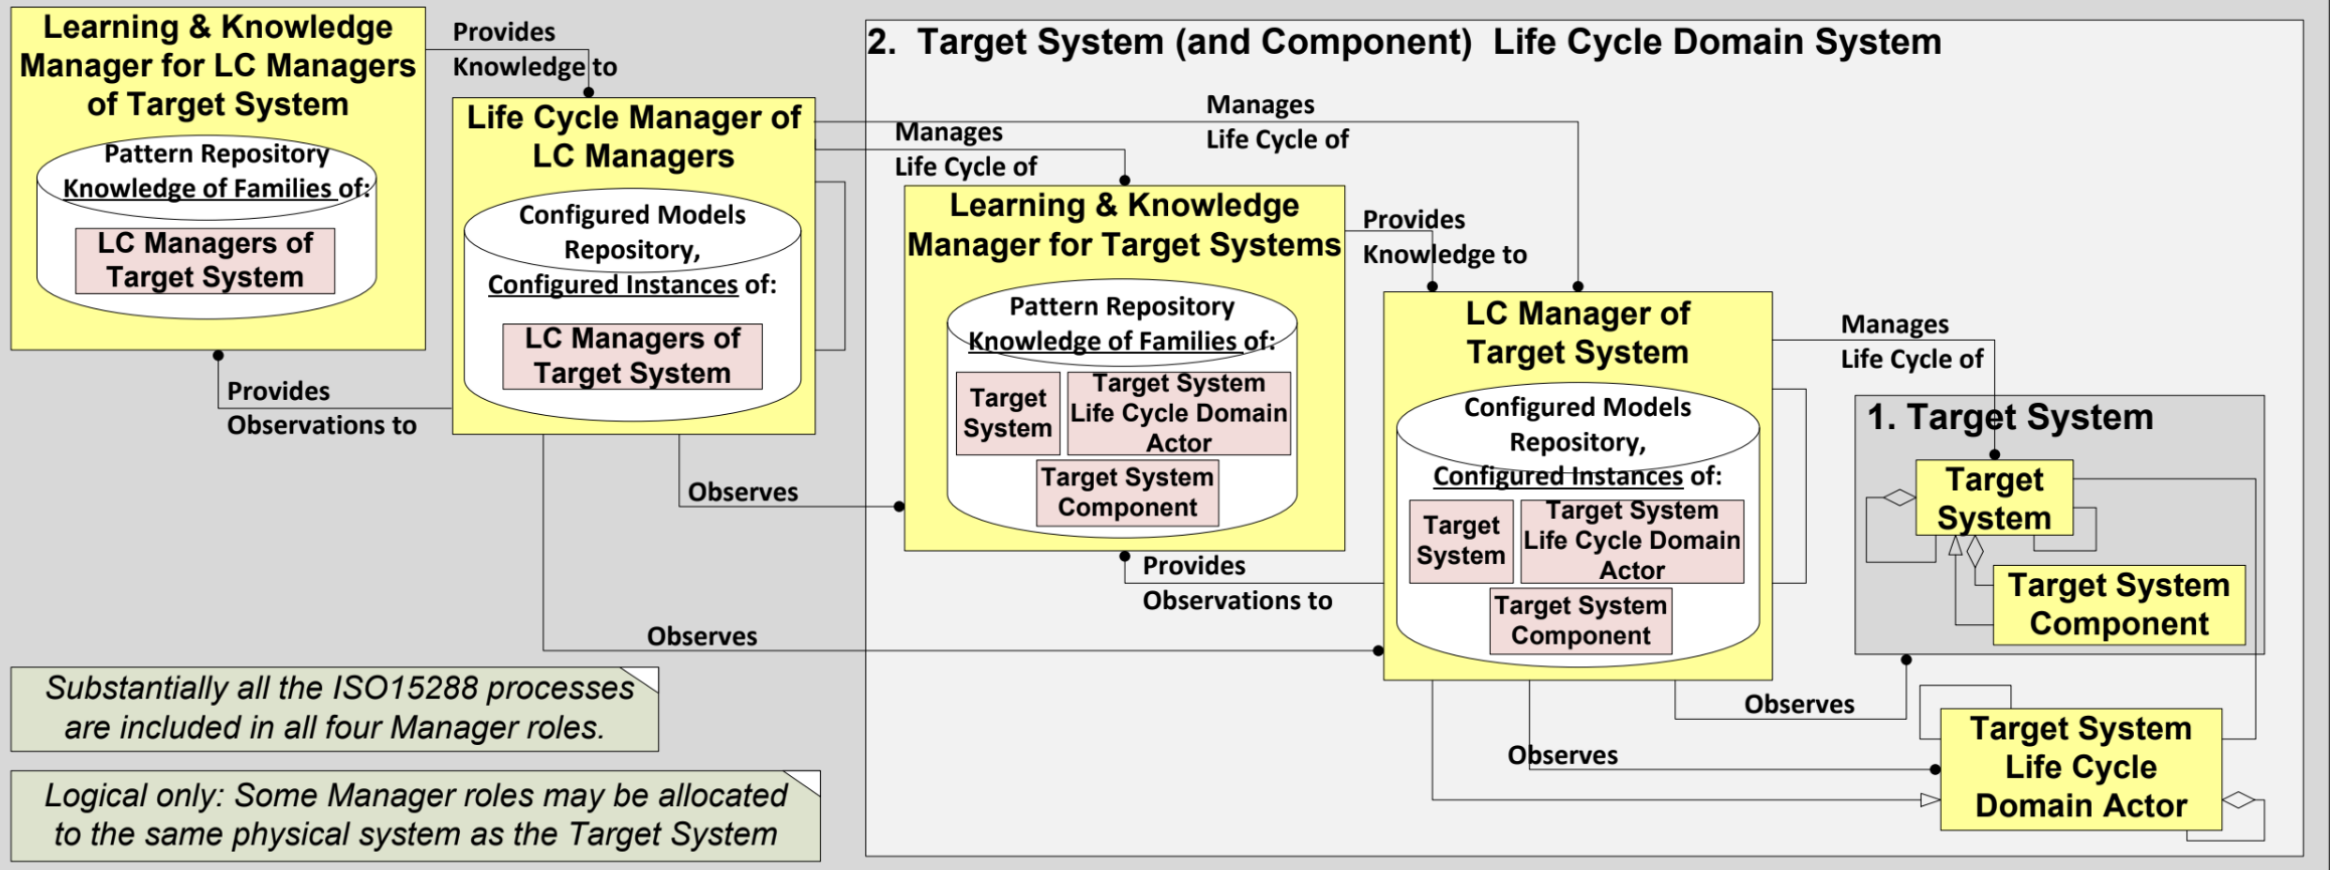 Learning & Knowledge
Manager for LC Managers
of Target System
Pattern Repository
Knowledge of Families of:
LC Managers of
Target System
Provides
Knowledge to
Provides
Observations to
Life Cycle Manager of
LC Managers
Configured Models
Repository,
Configured Instances of:
LC Managers of
Target System
2. Target System (and Component) Life Cycle Domain System
Manages
Life Cycle of
Manages
Life Cycle of
Learning & Knowledge
Manager for Target Systems
Pattern Repository
Knowledge of Families of:
Target
System
Target System
Life Cycle Domain
Actor
Target System
Component
Provides
Knowledge to
Observes
Provides
Observations to
Observes
LC Manager of
Target System
Configured Models
Repository,
Configured Instances of:
Target
System
Target System
Life Cycle Domain
Actor
Target System
Component
Manages
Life Cycle of
1. Target System
Target
System
Target System
Component
Observes
Observes
Target System
Life Cycle
Domain Actor
Substantially all the ISO15288 processes
are included in all four Manager roles.
Logical only: Some Manager roles may be allocated
to the same physical system as the Target System